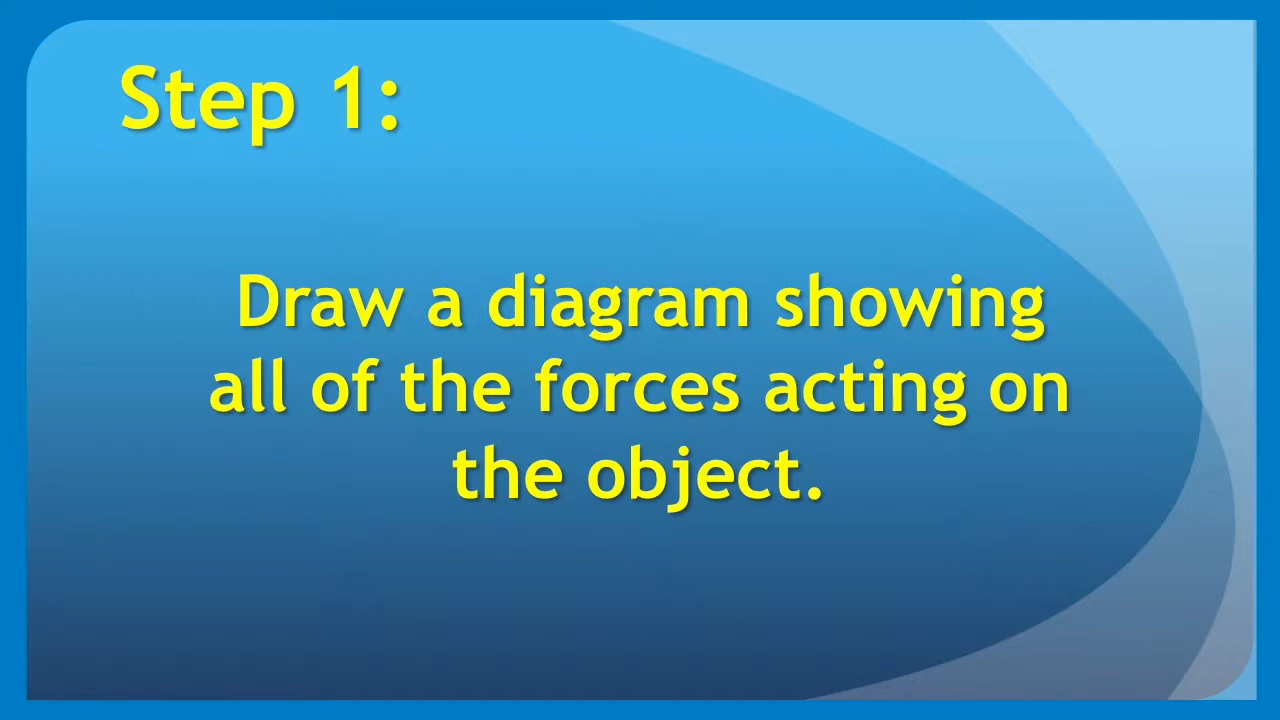 Step 1:
Draw a diagram showing
all of the forces acting on
the object.